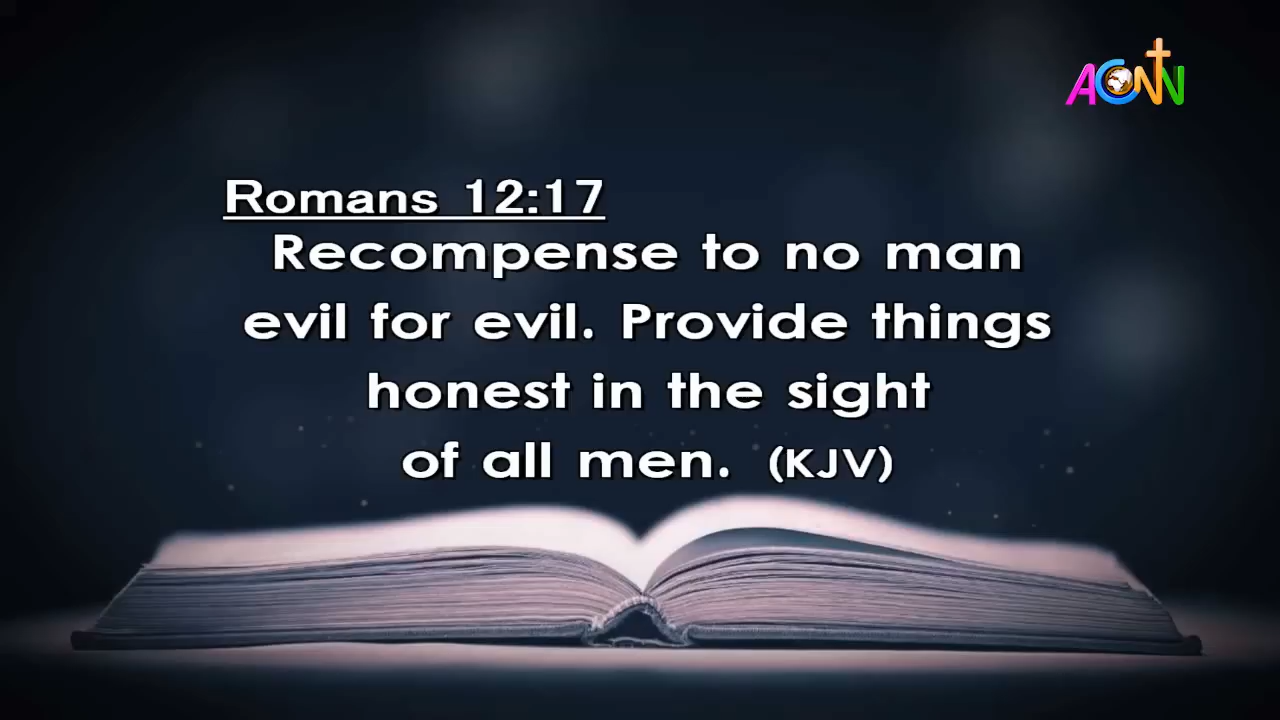 ACNN
Romans 12:17
Recompense to no man
evil for evil. Provide things
honest in the sight
of all men. (KJV)